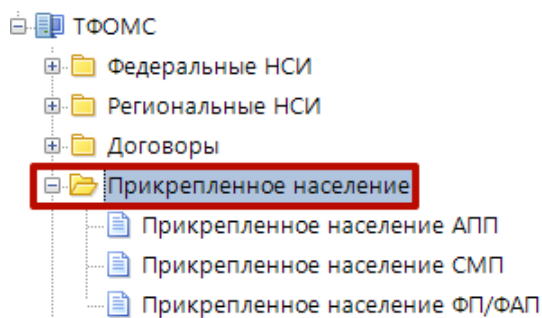 ТФОМС
Федеральные НСИ
Региональные НСИ
Договоры
Прикрепленное население
Прикрепленное население АПП
Прикрепленное население СМП
Прикрепленное население ФП/ФАП